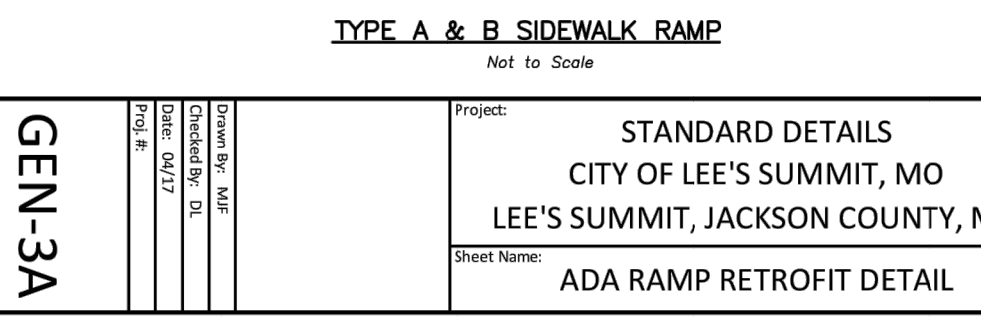 TYPE A & B SIDEWALK RAMP
Not to Scale
GEN-3A
Proj. #:
Date: 04/17
Checked By: DL
Drawn By: MJF
Project:
STANDARD DETAILS
CITY OF LEE'S SUMMIT, MO
LEE'S SUMMIT, JACKSON COUNTY,
Sheet Name:
ADA RAMP RETROFIT DETAIL